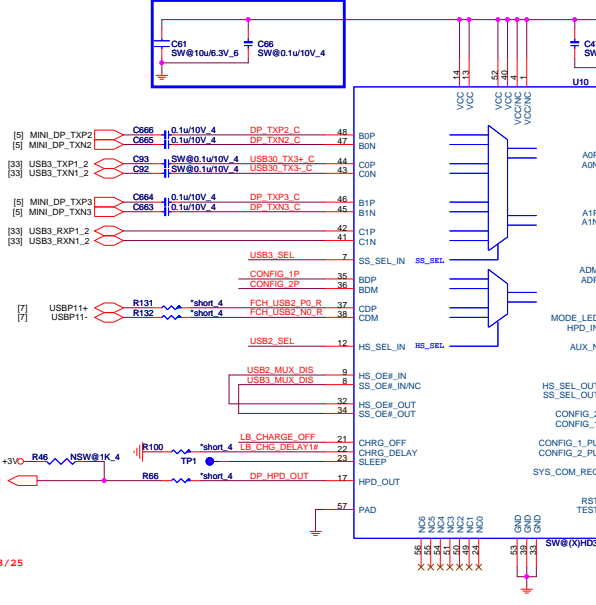 C61
SW@10u/6.3V_6
C66
SW@0.1u/10V_4
C4
SW
U10
14 VCC
13 VCC
52 VCC
40 VCC
4 VCC/NC
1 VCC/NC
[5] MINI_DP_TXP2 C666 0.1u/10V_4 DP_TXP2_C 48 B0P
[5] MINI_DP_TXN2 C665 0.1u/10V_4 DP_TXN2_C 47 B0N
A0P
[33] USB3_TXP1_2 C93 SW@0.1u/10V_4 USB30_TX3+_C 44 C0P
A0N
[33] USB3_TXN1_2 C92 SW@0.1u/10V_4 USB30_TX3-_C 43 C0N
[5] MINI_DP_TXP3 C664 0.1u/10V_4 DP_TXP3_C 46 B1P
[5] MINI_DP_TXN3 C663 0.1u/10V_4 DP_TXN3_C 45 B1N
A1P
A1N
[33] USB3_RXP1_2 42 C1P
[33] USB3_RXN1_2 41 C1N
USB3_SEL 7 SS_SEL_IN SS_SEL
ADM
CONFIG_1P 35 BDP
ADP
CONFIG_2P 36 BDM
[7] USBP11+ R131 *short_4 FCH_USB2_P0_R 37 CDP
[7] USBP11- R132 *short_4 FCH_USB2_N0_R 38 CDM
MODE_LED
HPD_IN
USB2_SEL 12 HS_SEL_IN HS_SEL
AUX_N
USB2_MUX_DIS 9 HS_OE#_IN
USB3_MUX_DIS 8 SS_OE#_IN/NC
HS_SEL_OUT
SS_SEL_OUT
32 HS_OE#_OUT
34 SS_OE#_OUT
CONFIG_2
CONFIG_1
LB_CHARGE_OFF 21 CHRG_OFF
CONFIG_1_PU
R100 *short_4 LB_CHG_DELAY1# 22 CHRG_DELAY
CONFIG_2_PU
+3V R46 NSW@1K_4 TP1 23 SLEEP
SYS_COM_REQ
R66 *short_4 DP_HPD_OUT 17 HPD_OUT
RST
57 PAD
TEST
NC6 56
NC5 55
NC4 54
NC3 51
NC2 50
NC1 49
NC0 24
GND 53
GND 39
GND 33
SW@(X)HD3
3/25